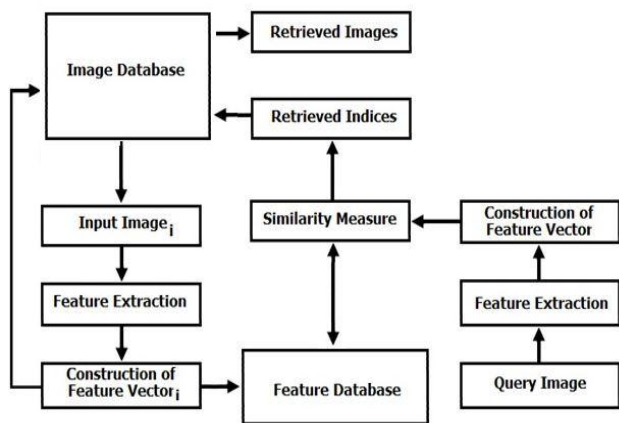 Retrieved Images
Image Database
Retrieved Indices
Input Image i
Similarity Measure
Construction of
Feature Vector
Feature Extraction
Feature Extraction
Construction of
Feature Vector i
Feature Database
Query Image